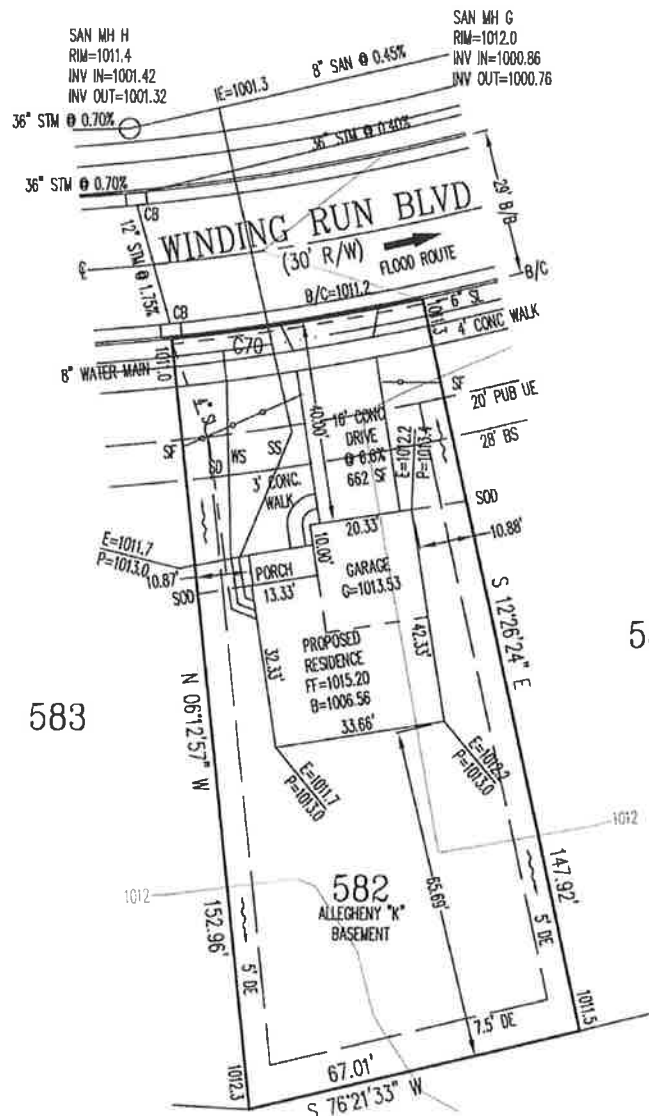 SAN MH H
RIM=1011.4
INV IN=1001.42
INV OUT=1001.32
SAN MH G
RIM=1012.0
INV IN=1000.86
INV OUT=1000.76
IE=1001.3
8" SAN @ 0.45%
36" STM @ 0.70%
36" STM @ 0.40%
36" STM @ 0.70%
CB
12" STM @ 1.75%
WINDING RUN BLVD
(30' R/W)
FLOOD ROUTE
29' B/B
B/C=1011.2
B/C
CB
6" SL
1011.3
4' CONC WALK
1011.0
C70
8" WATER MAIN
SF
20' PUB UE
28' BS
SF
SD
WS
SS
40.00'
16' CONC
DRIVE
@ 6.6%
662 SF
E=1012.2
P=1013.4
3' CONC.
WALK
SOD
20.33'
10.88'
E=1011.7
P=1013.0
10.87'
SOD
PORCH
13.33'
10.00'
GARAGE
G=1013.53
S 12°26'24" E
32.33'
42.33'
PROPOSED
RESIDENCE
FF=1015.20
B=1006.56
33.66'
583
N 06°12'57" W
E=1011.7
P=1013.0
E=1012.2
P=1013.0
1012
1012
582
ALLEGHENY "K"
BASEMENT
65.69'
147.92'
152.96'
5' DE
5' DE
7.5' DE
1011.5
1012.3
67.01'
S 76°21'33" W